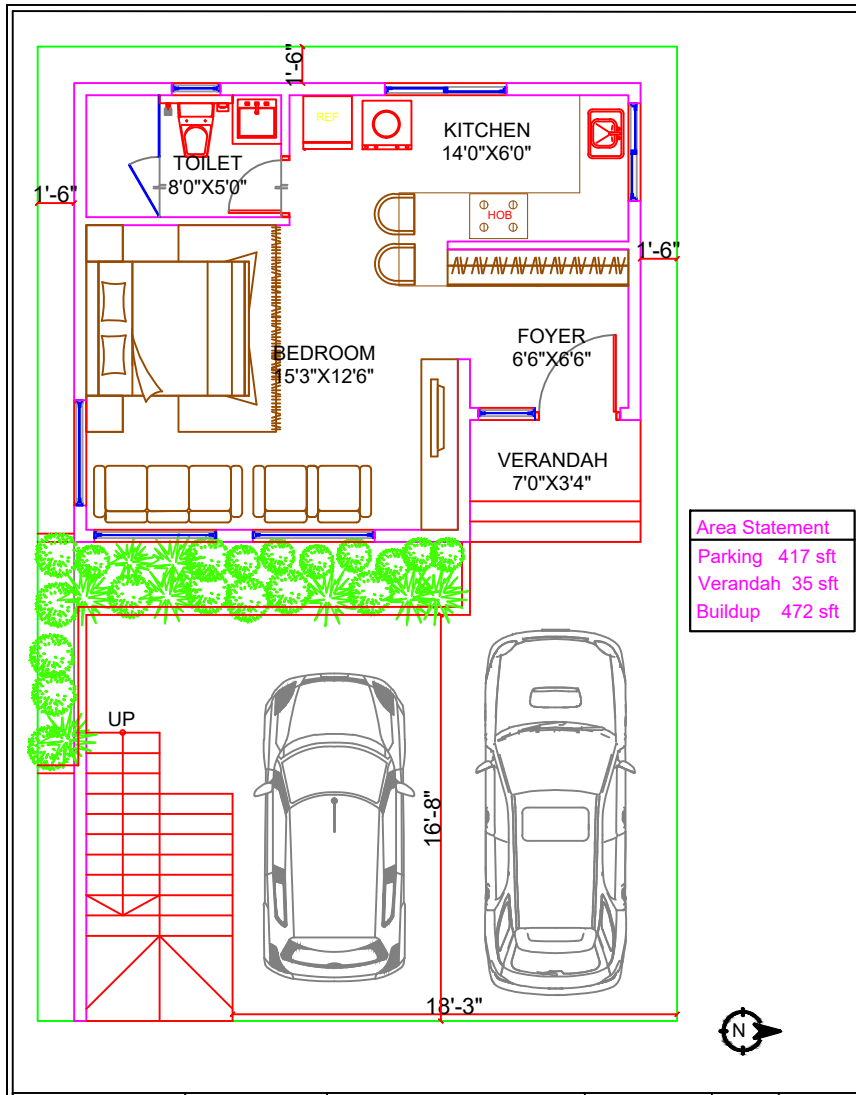 1'-6"
REF
KITCHEN
14'0"X6'0"
TOILET
8'0"X5'0"
1'-6"
HOB
1'-6"
FOYER
6'6"X6'6"
BEDROOM
15'3"X12'6"
VERANDAH
7'0"X3'4"
Area Statement
Parking 417 sft
Verandah 35 sft
Buildup 472 sft
UP
16'-8"
18'-3"
N